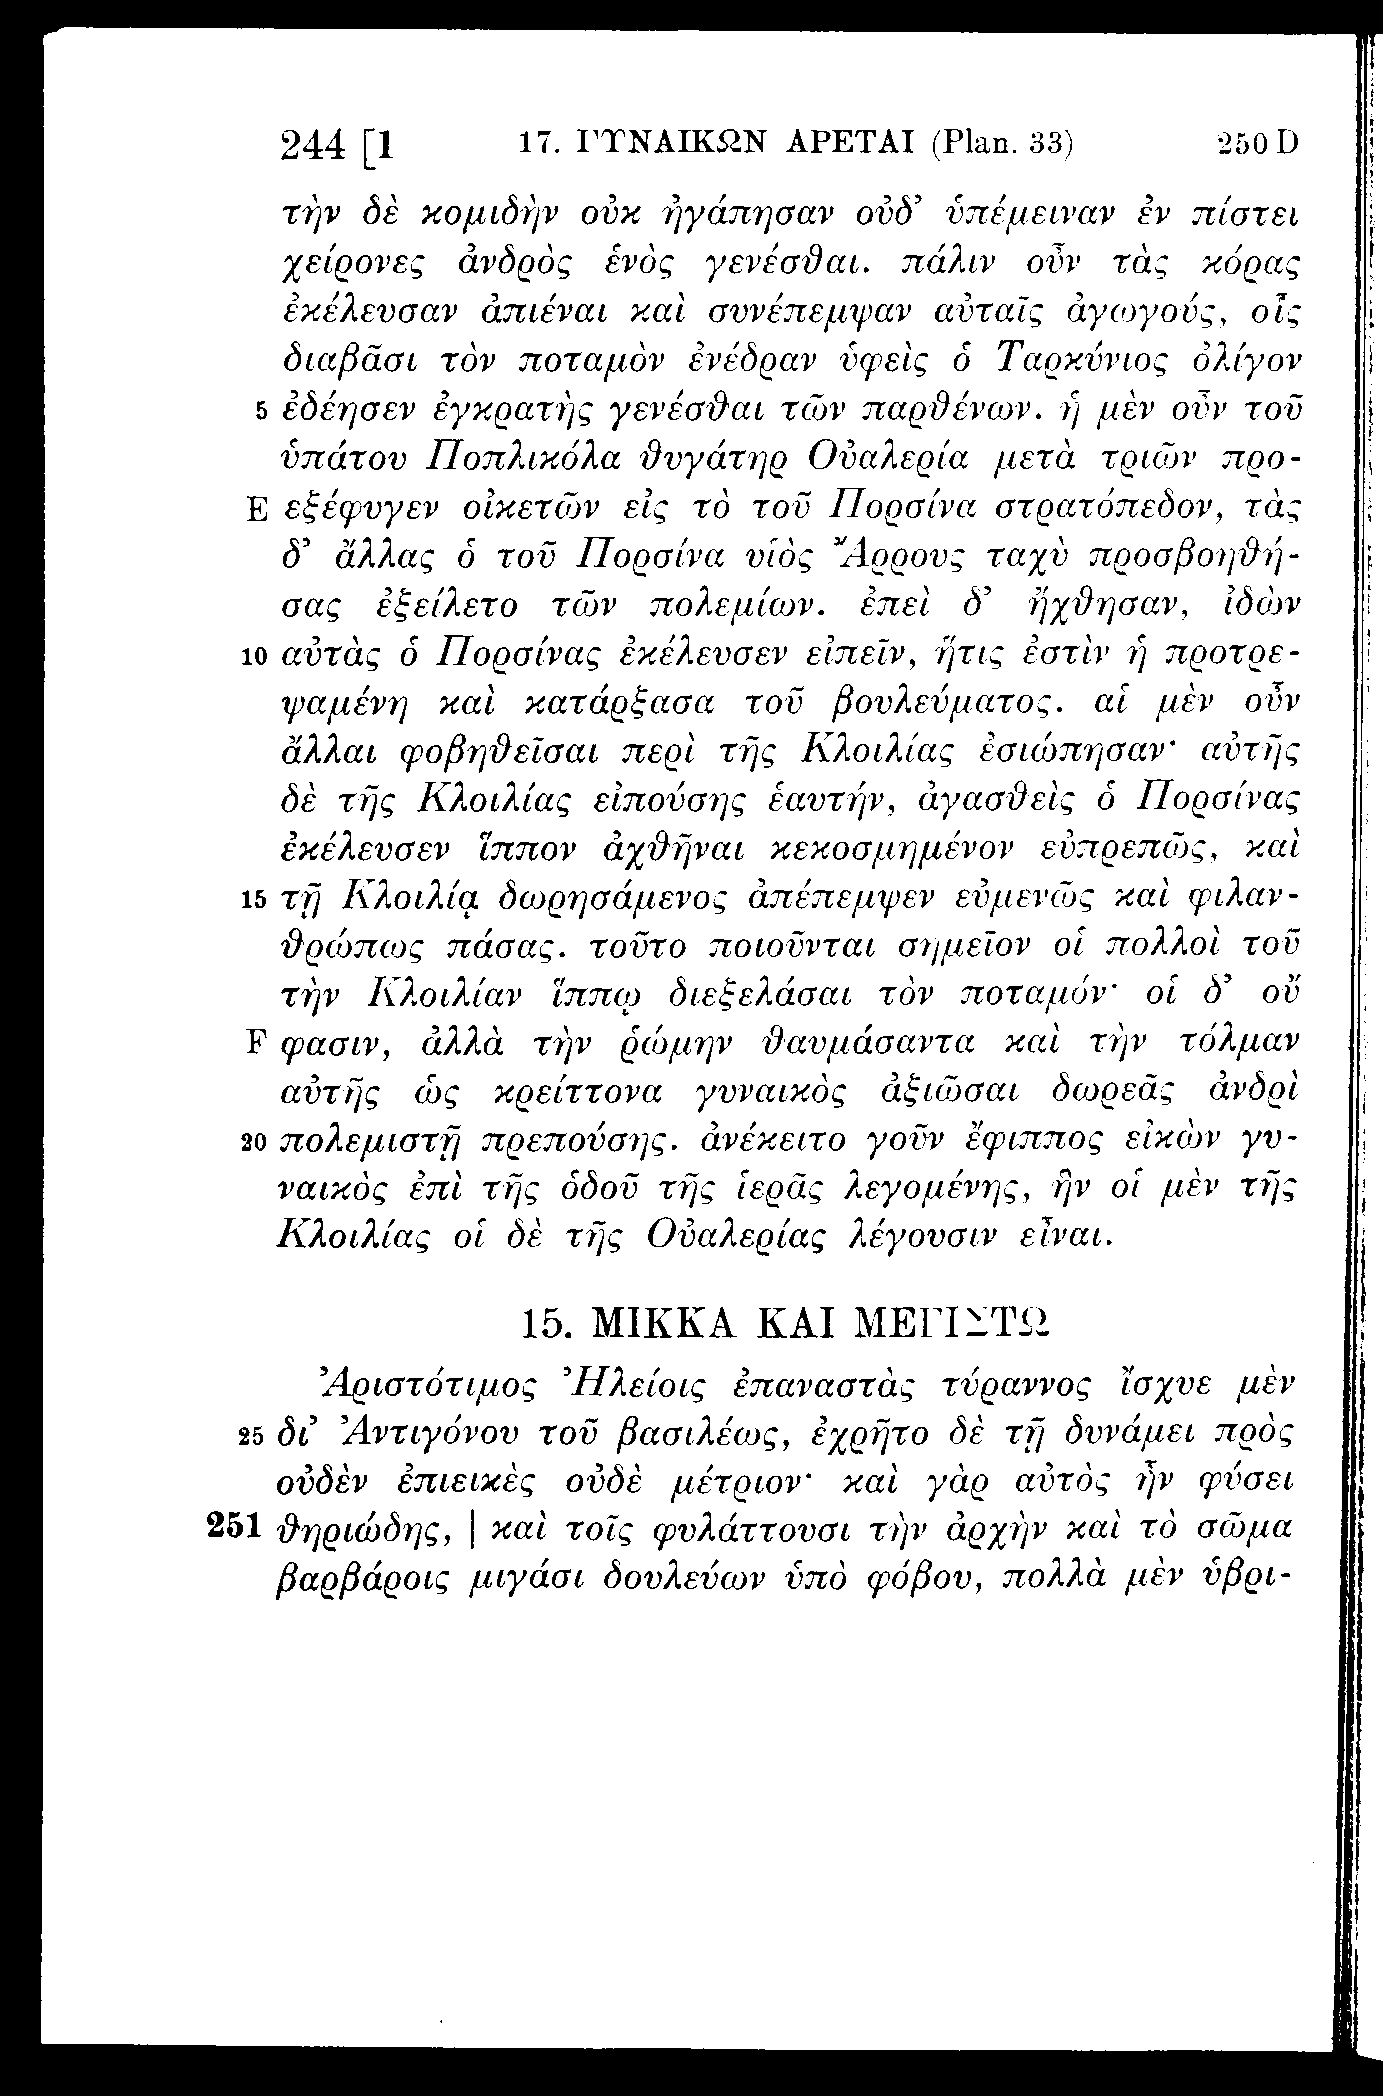 244 [1 17. ΓΥΝΑΙΚΩΝ ΑΡΕΤΑΙ (Plan. 33) 250 D
τὴν δὲ κομιδὴν οὐκ ἠγάπησαν οὐδ’ ὑπέμειναν ἐν πίστει
χείρονες ἀνδρὸς ἑνὸς γενέσθαι. πάλιν οὖν τὰς κόρας
ἐκέλευσαν ἀπιέναι καὶ συνέπεμψαν αὐταῖς ἀγωγούς, οἷς
διαβᾶσι τὸν ποταμὸν ἐνέδραν ὑφεὶς ὁ Ταρκύνιος ὀλίγον
5 ἐδέησεν ἐγκρατὴς γενέσθαι τῶν παρθένων. ἡ μὲν οὖν τοῦ
ὑπάτου Ποπλικόλα θυγάτηρ Οὐαλερία μετὰ τριῶν προ-
E εξέφυγεν οἰκετῶν εἰς τὸ τοῦ Πορσίνα στρατόπεδον, τὰς
δ’ ἄλλας ὁ τοῦ Πορσίνα υἱὸς Ἄρρους ταχὺ προσβοηθή-
σας ἐξείλετο τῶν πολεμίων. ἐπεὶ δ’ ἤχθησαν, ἰδὼν
10 αὐτὰς ὁ Πορσίνας ἐκέλευσεν εἰπεῖν, ἥτις ἐστὶν ἡ προτρε-
ψαμένη καὶ κατάρξασα τοῦ βουλεύματος. αἱ μὲν οὖν
ἄλλαι φοβηθεῖσαι περὶ τῆς Κλοιλίας ἐσιώπησαν· αὐτῆς
δὲ τῆς Κλοιλίας εἰπούσης ἑαυτήν, ἀγασθεὶς ὁ Πορσίνας
ἐκέλευσεν ἵππον ἀχθῆναι κεκοσμημένον εὐπρεπῶς, καὶ
15 τῇ Κλοιλίᾳ δωρησάμενος ἀπέπεμψεν εὐμενῶς καὶ φιλαν-
θρώπως πάσας. τοῦτο ποιοῦνται σημεῖον οἱ πολλοὶ τοῦ
τὴν Κλοιλίαν ἵππῳ διεξελάσαι τὸν ποταμόν· οἱ δ’ οὔ
F φασιν, ἀλλὰ τὴν ῥώμην θαυμάσαντα καὶ τὴν τόλμαν
αὐτῆς ὡς κρείττονα γυναικὸς ἀξιῶσαι δωρεᾶς ἀνδρὶ
20 πολεμιστῇ πρεπούσης. ἀνέκειτο γοῦν ἔφιππος εἰκὼν γυ-
ναικὸς ἐπὶ τῆς ὁδοῦ τῆς ἱερᾶς λεγομένης, ἣν οἱ μὲν τῆς
Κλοιλίας οἱ δὲ τῆς Οὐαλερίας λέγουσιν εἶναι.
15. ΜΙΚΚΑ ΚΑΙ ΜΕΓΙΣΤΩ
Ἀριστότιμος Ἠλείοις ἐπαναστὰς τύραννος ἴσχυε μὲν
25 δι’ Ἀντιγόνου τοῦ βασιλέως, ἐχρῆτο δὲ τῇ δυνάμει πρὸς
οὐδὲν ἐπιεικὲς οὐδὲ μέτριον· καὶ γὰρ αὐτὸς ἦν φύσει
251 θηριώδης, | καὶ τοῖς φυλάττουσι τὴν ἀρχὴν καὶ τὸ σῶμα
βαρβάροις μιγάσι δουλεύων ὑπὸ φόβου, πολλὰ μὲν ὑβρι-